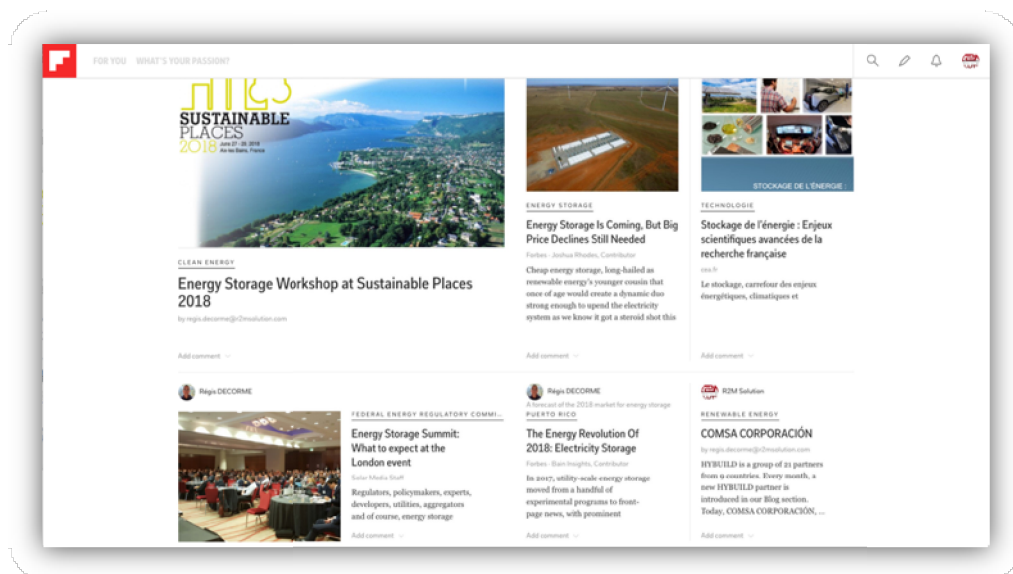 FOR YOU WHAT'S YOUR PASSION?
SUSTAINABLE
PLACES
2018 June 27 - 28, 2018
Aix-les-Bains, France
CLEAN ENERGY
Energy Storage Workshop at Sustainable Places
2018
by regis.decorme@r2msolution.com
Add comment
ENERGY STORAGE
Energy Storage Is Coming, But Big
Price Declines Still Needed
Forbes - Joshua Rhodes, Contributor
Cheap energy storage, long-hailed as
renewable energy's younger cousin that
once of age would create a dynamic duo
strong enough to upend the electricity
system as we know it got a steroid shot this
Add comment
STOCKAGE DE L'ÉNERGIE :
TECHNOLOGIE
Stockage de l'énergie : Enjeux
scientifiques avancées de la
recherche française
cea.fr
Le stockage, carrefour des enjeux
énergétiques, climatiques et
Add comment
Régis DECORME
FEDERAL ENERGY REGULATORY COMMI...
Energy Storage Summit:
What to expect at the
London event
Solar Media Staff
Regulators, policymakers, experts,
developers, utilities, aggregators
and of course, energy storage
Add comment
Régis DECORME
A forecast of the 2018 market for energy storage
PUERTO RICO
The Energy Revolution Of
2018: Electricity Storage
Forbes - Bain Insights, Contributor
In 2017, utility-scale energy storage
moved from a handful of
experimental programs to front-
page news, with prominent
Add comment
R2M Solution
RENEWABLE ENERGY
COMSA CORPORACIÓN
by regis.decorme@r2msolution.com
HYBUILD is a group of 21 partners
from 9 countries. Every month, a
new HYBUILD partner is
introduced in our Blog section.
Today, COMSA CORPORACIÓN, ...
Add comment